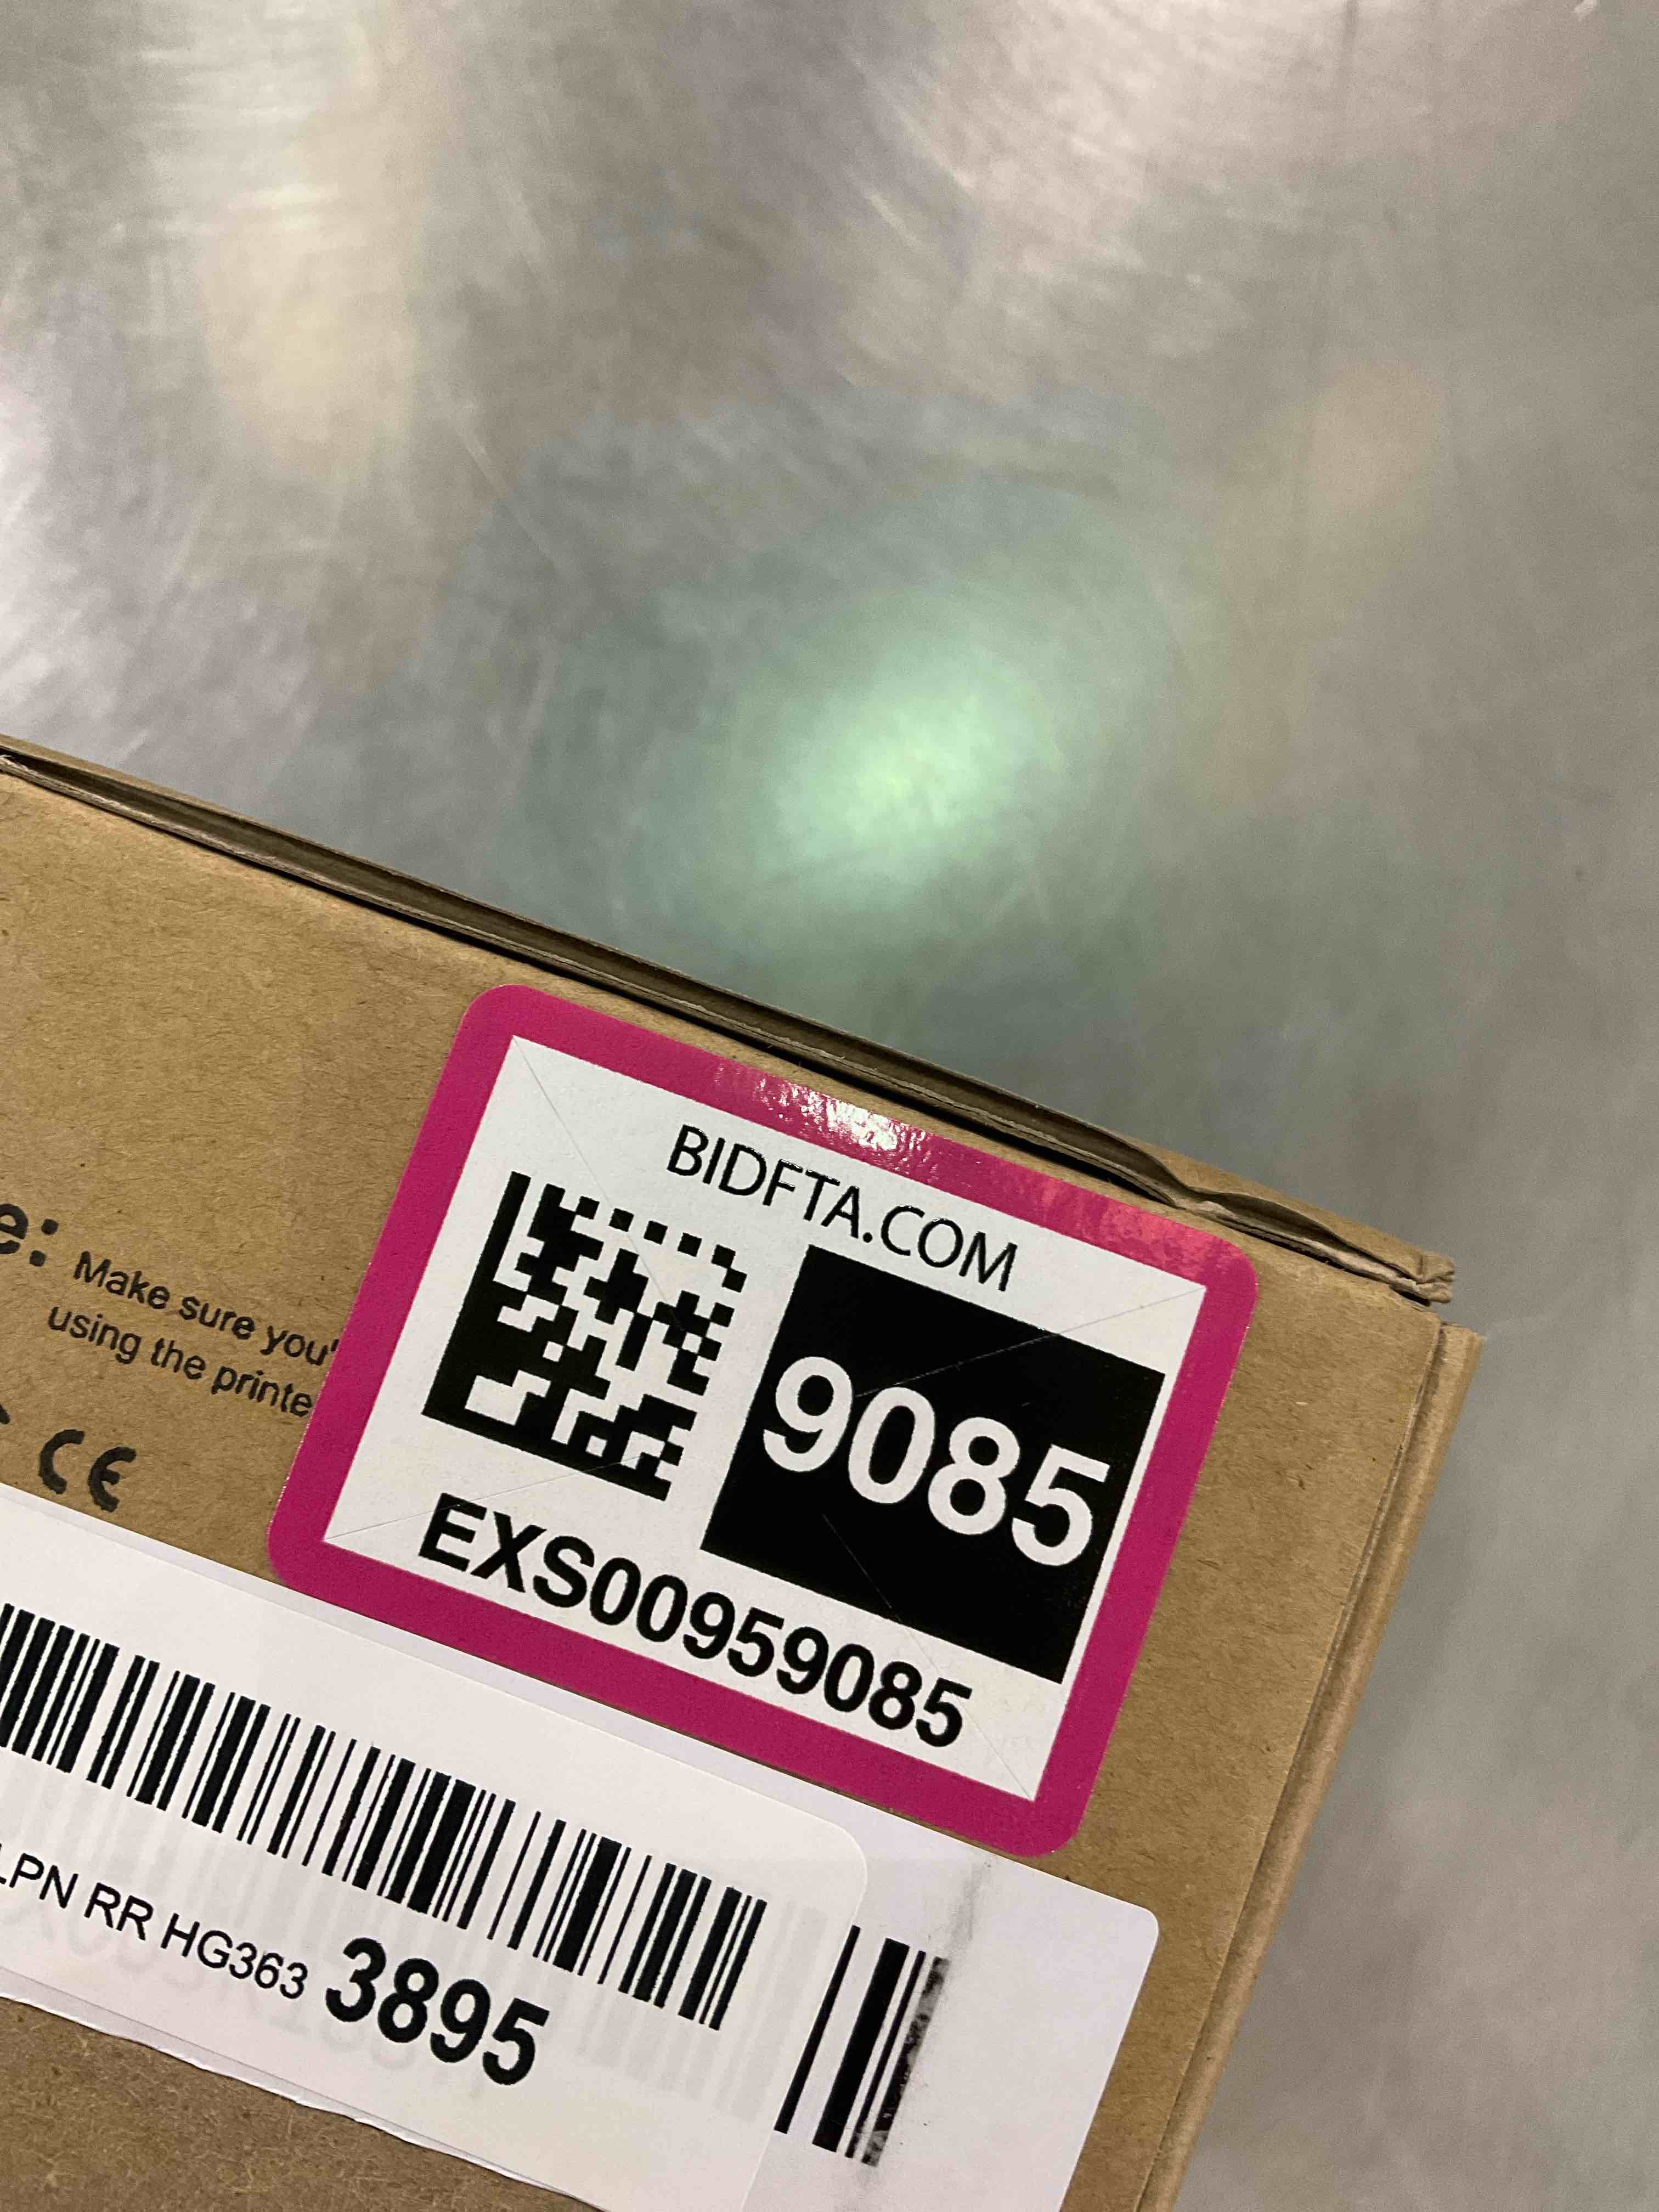 BIDFTA.COM
9085
EXS00959085
e: Make sure you'
using the printe
CE
LPN RR HG363 3895